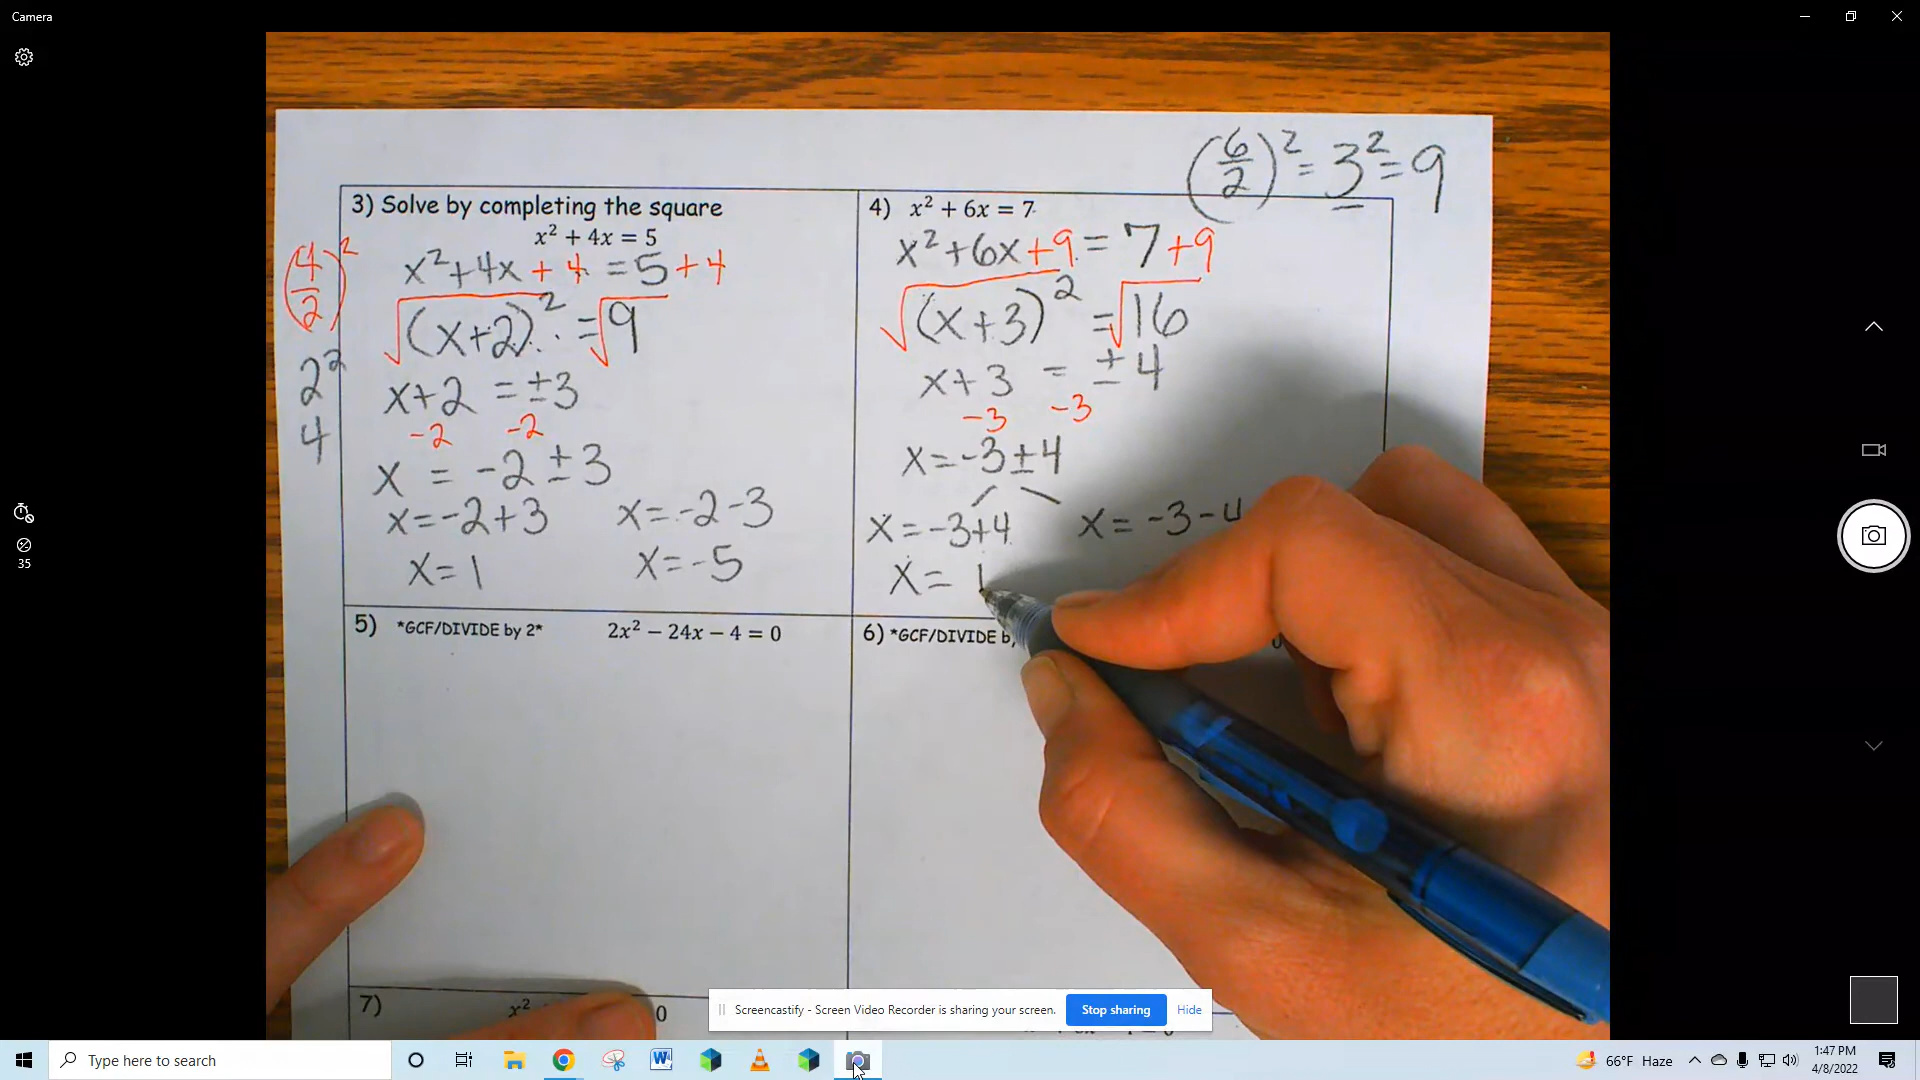 Camera
(6/2)² = 3² = 9
3) Solve by completing the square
x² + 4x = 5
(4/2)²
2²
4
x²+4x + 4 = 5 + 4
√(x+2)² = √9
x+2 = ±3
-2 -2
x = -2 ± 3
x = -2+3 x = -2-3
x = 1 x = -5
4) x² + 6x = 7
x²+6x+9 = 7+9
√(x+3)² = √16
x+3 = ±4
-3 -3
x = -3±4
x = -3+4 x = -3-4
x = 1
5) *GCF/DIVIDE by 2* 2x² − 24x − 4 = 0
6) *GCF/DIVIDE
7) x² 0
35
Screencastify - Screen Video Recorder is sharing your screen. Stop sharing Hide
Type here to search
66°F Haze
1:47 PM
4/8/2022